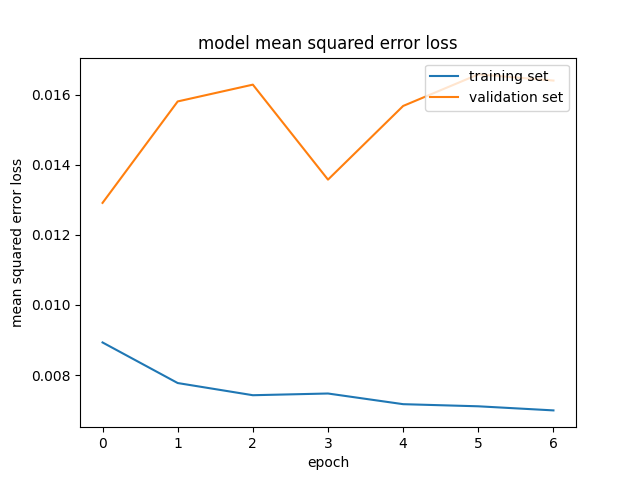 model mean squared error loss
training set
validation set
0.016
0.014
0.012
0.010
0.008
mean squared error loss
0 1 2 3 4 5 6
epoch